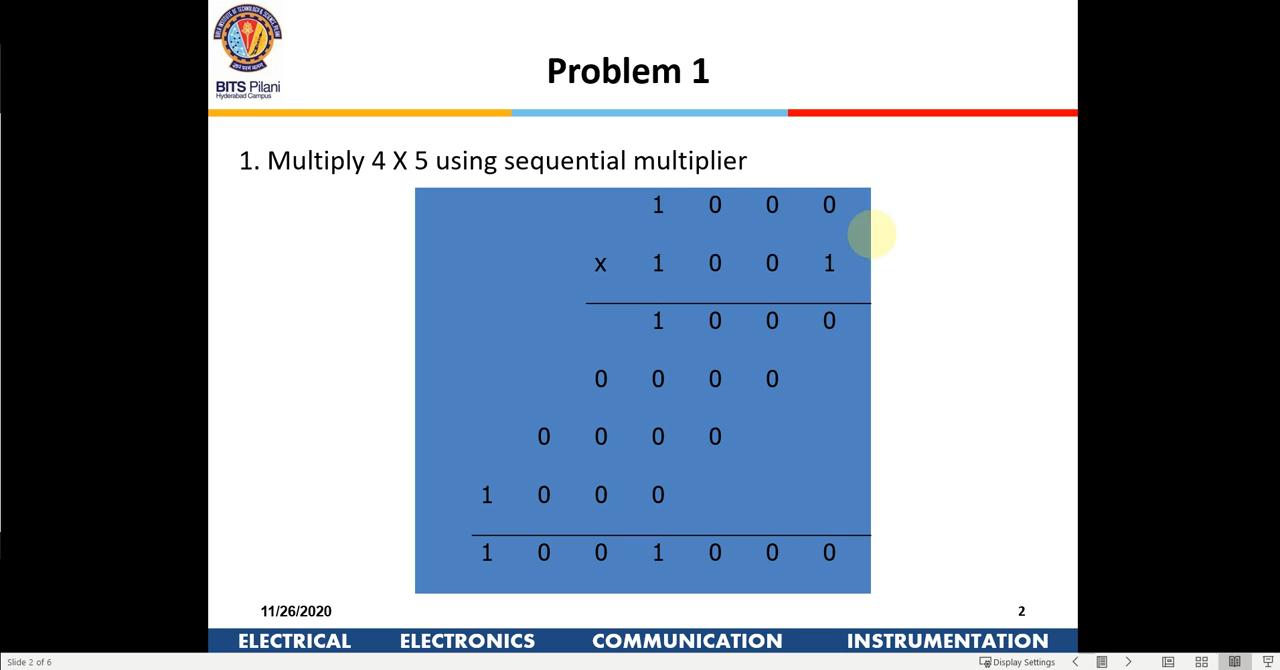 BITS Pilani
Hyderabad Campus
Problem 1
1. Multiply 4 X 5 using sequential multiplier
1 0 0 0
x 1 0 0 1
1 0 0 0
0 0 0 0
0 0 0 0
1 0 0 0
1 0 0 1 0 0 0
11/26/2020
2
ELECTRICAL ELECTRONICS COMMUNICATION INSTRUMENTATION
Slide 2 of 6
Display Settings